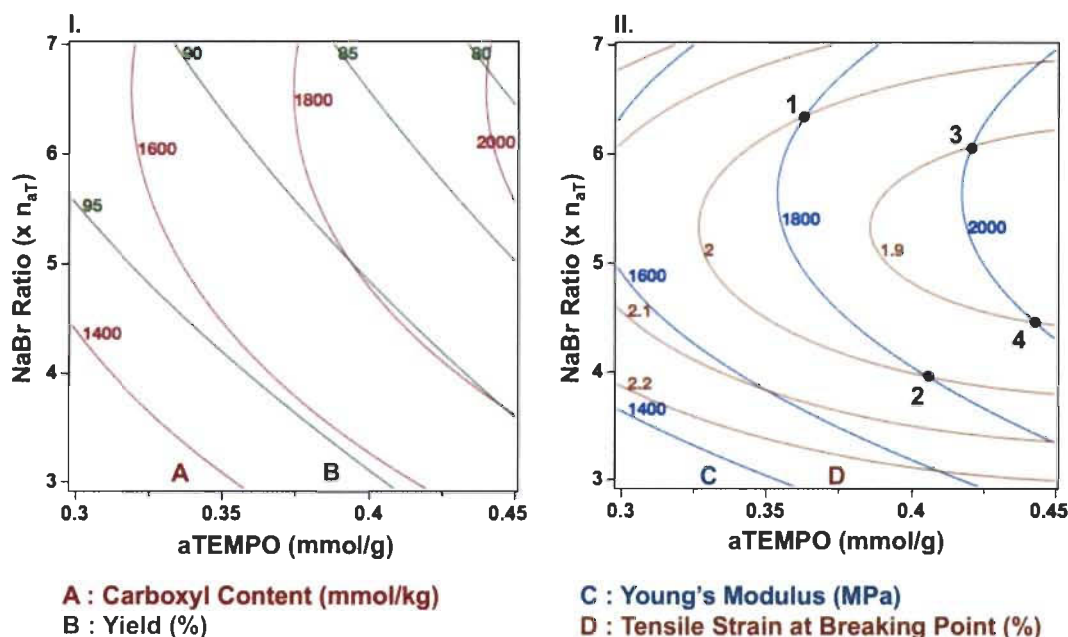 I.
II.
7
90
85
80
1800
1600
2000
6
95
5
1400
4
3
A
B
0.3
0.35
0.4
0.45
NaBr Ratio (x naT)
aTEMPO (mmol/g)
A : Carboxyl Content (mmol/kg)
B : Yield (%)
7
1
3
6
1800
2000
2
1.9
5
1600
2.1
4
4
2
2.2
1400
3
C
D
0.3
0.35
0.4
0.45
NaBr Ratio (x naT)
aTEMPO (mmol/g)
C : Young's Modulus (MPa)
D : Tensile Strain at Breaking Point (%)